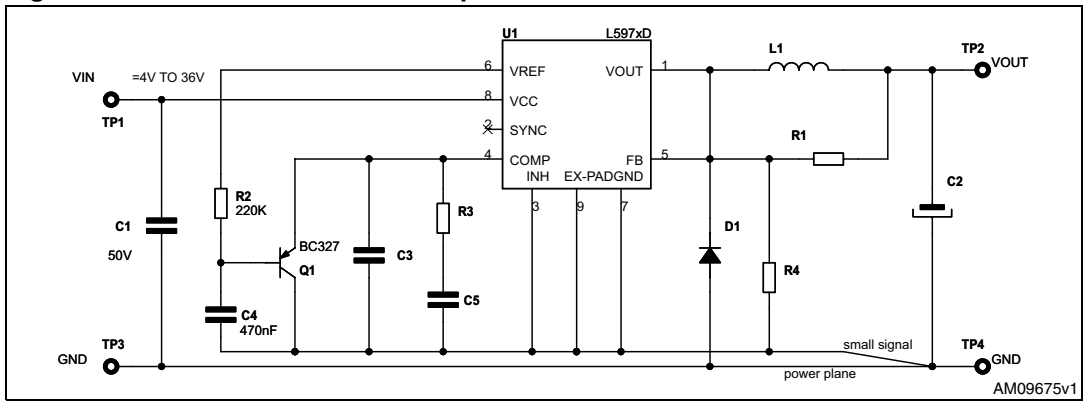 U1 L597xD
L1
TP2
VOUT
VIN =4V TO 36V
6 VREF VOUT 1
8 VCC
TP1
2 SYNC
R1
4 COMP FB 5
INH EX-PADGND
C2
R2
220K
R3
3 9 7
C1
50V
D1
BC327
Q1
C3
R4
C4
470nF
C5
TP3
GND
small signal
TP4
GND
power plane
AM09675v1